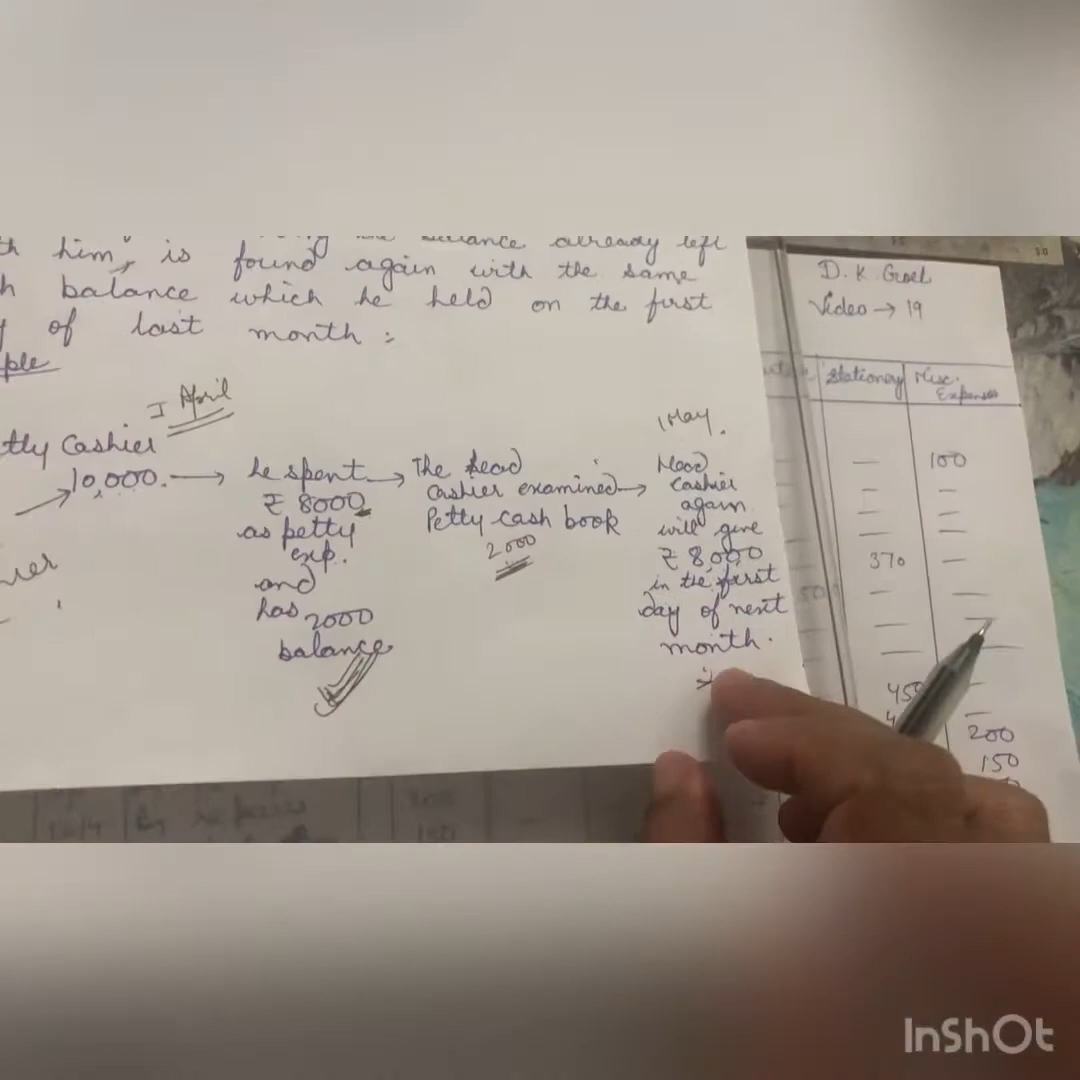 him, is found again with the same
balance which he held on the first
of last month :
I April
Cashier
10,000. → he spent → The head cashier examined → Head cashier again will give
₹ 8000
as petty
exp.
and
has 2000
balance
Petty cash book
2000
1 May.
₹ 8,000
in the first
day of next
month.
D. K. Goel
Video → 19
Stationery
Misc.
Expenses
100
370
200
150
InShOt